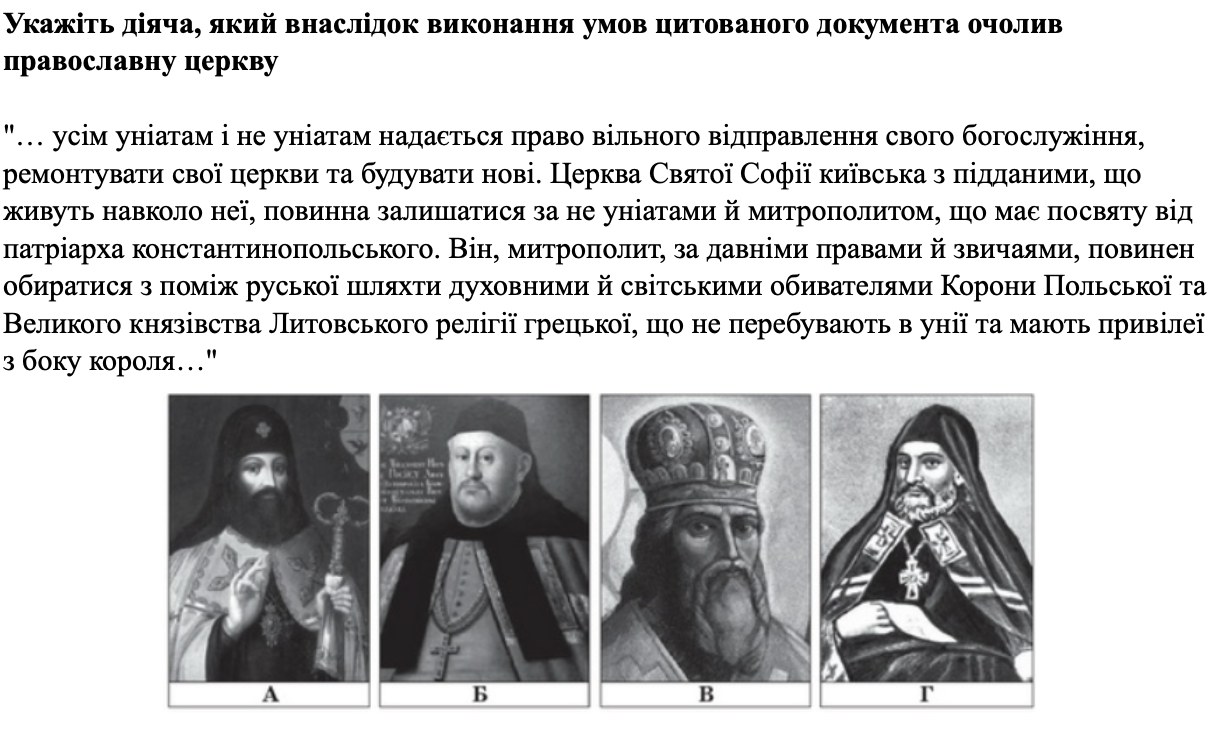 Укажіть діяча, який внаслідок виконання умов цитованого документа очолив
православну церкву
"… усім уніатам і не уніатам надається право вільного відправлення свого богослужіння,
ремонтувати свої церкви та будувати нові. Церква Святої Софії київська з підданими, що
живуть навколо неї, повинна залишатися за не уніатами й митрополитом, що має посвяту від
патріарха константинопольського. Він, митрополит, за давніми правами й звичаями, повинен
обиратися з поміж руської шляхти духовними й світськими обивателями Корони Польської та
Великого князівства Литовського релігії грецької, що не перебувають в унії та мають привілеї
з боку короля…"
А Б В Г